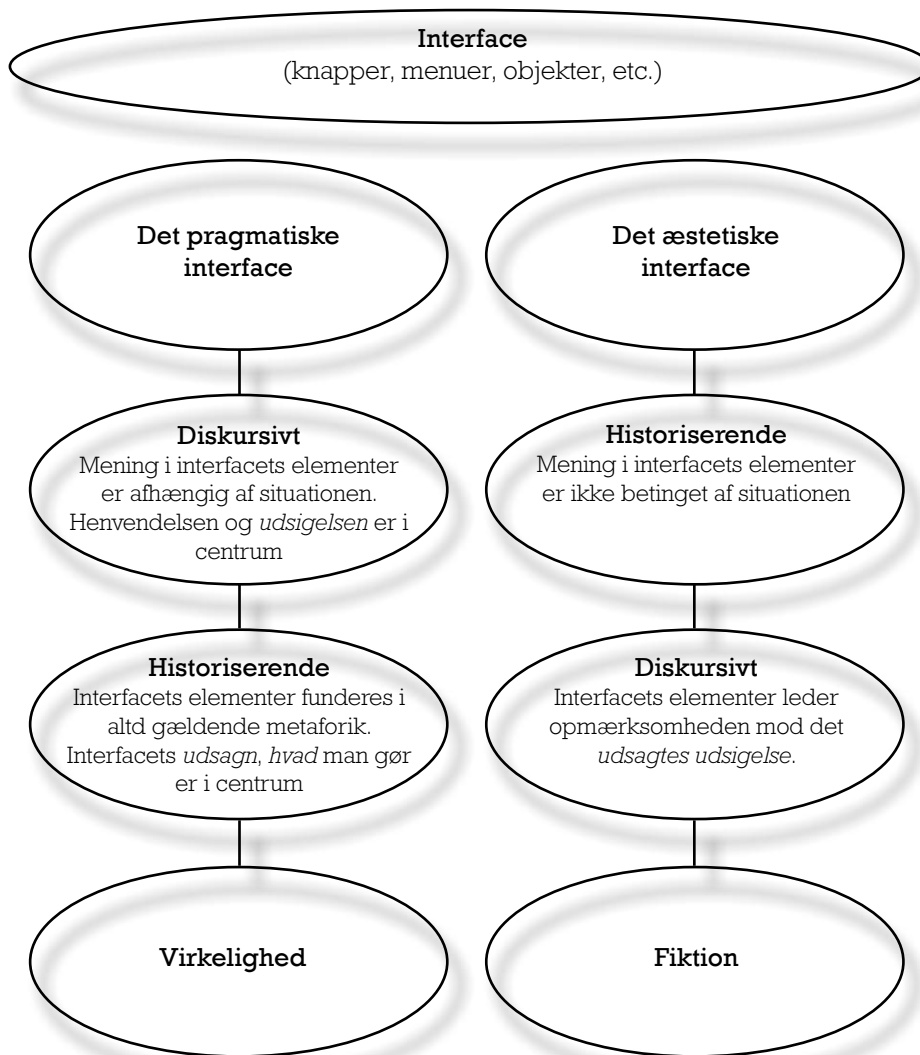 Interface
(knapper, menuer, objekter, etc.)
Det pragmatiske
interface
Diskursivt
Mening i interfacets elementer
er afhængig af situationen.
Henvendelsen og udsigelsen er i
centrum
Historiserende
Interfacets elementer funderes i
altd gældende metaforik.
Interfacets udsagn, hvad man gør
er i centrum
Virkelighed
Det æstetiske
interface
Historiserende
Mening i interfacets elementer
er ikke betinget af situationen
Diskursivt
Interfacets elementer leder
opmærksomheden mod det
udsagtes udsigelse.
Fiktion